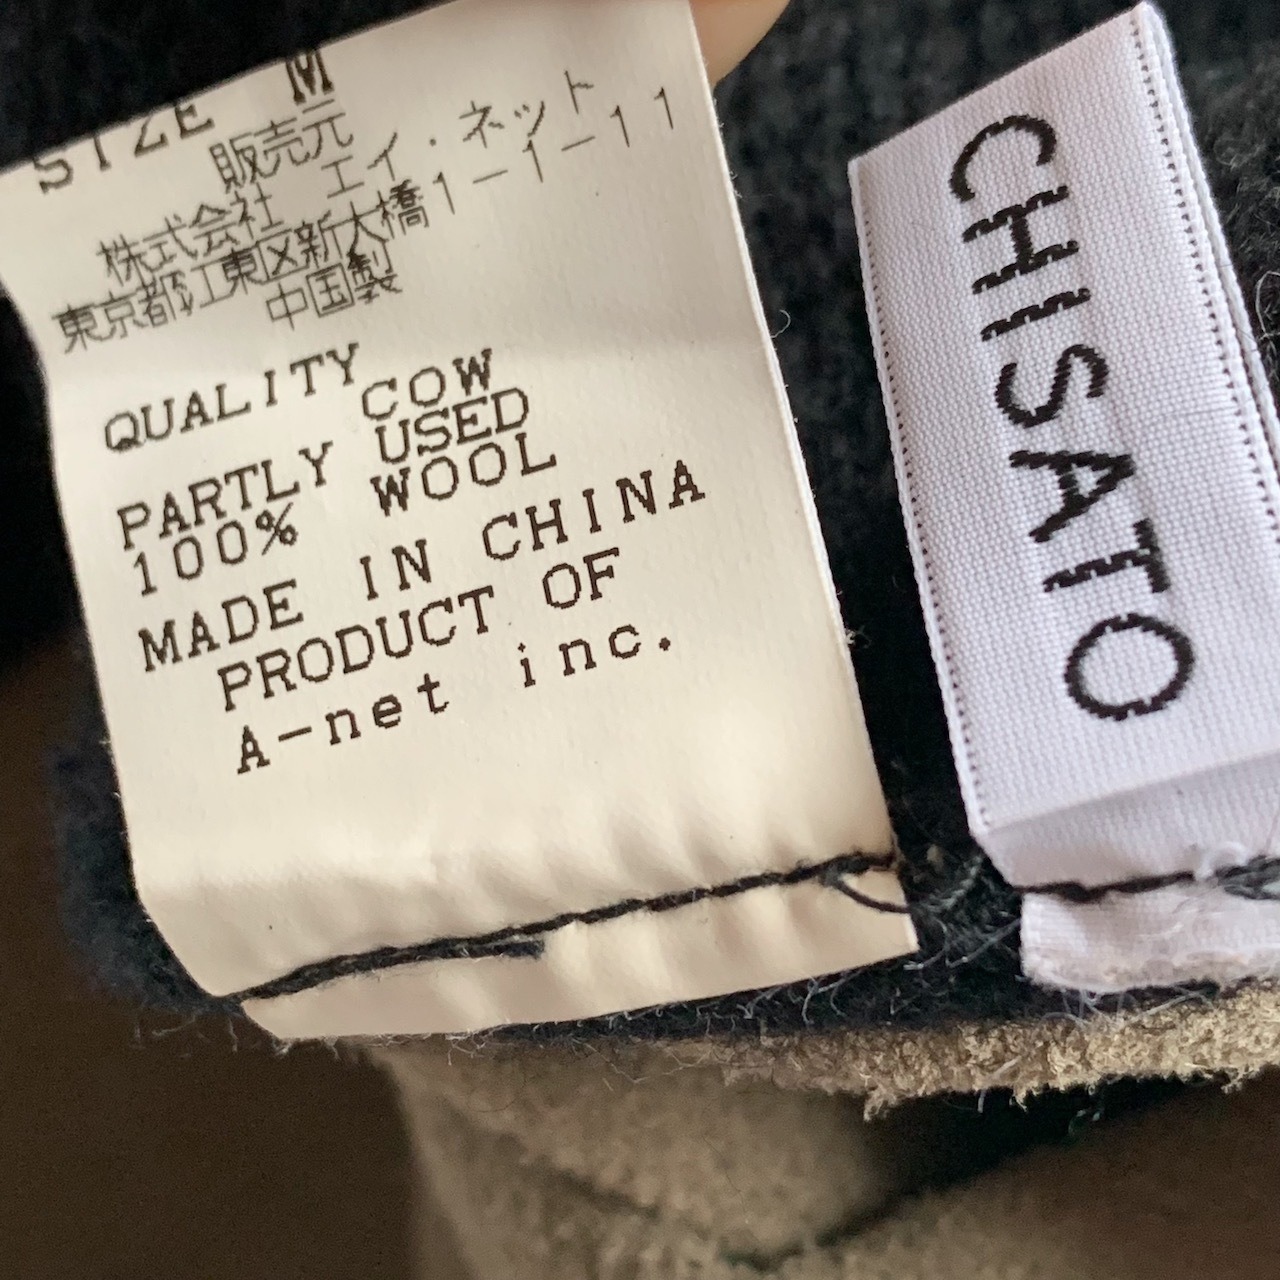 SIZE M
販売元
株式会社 エイ・ネット
東京都江東区新大橋1-1-11
中国製
QUALITY COW
PARTLY USED
100% WOOL
MADE IN CHINA
PRODUCT OF
A-net inc.
CHISATO